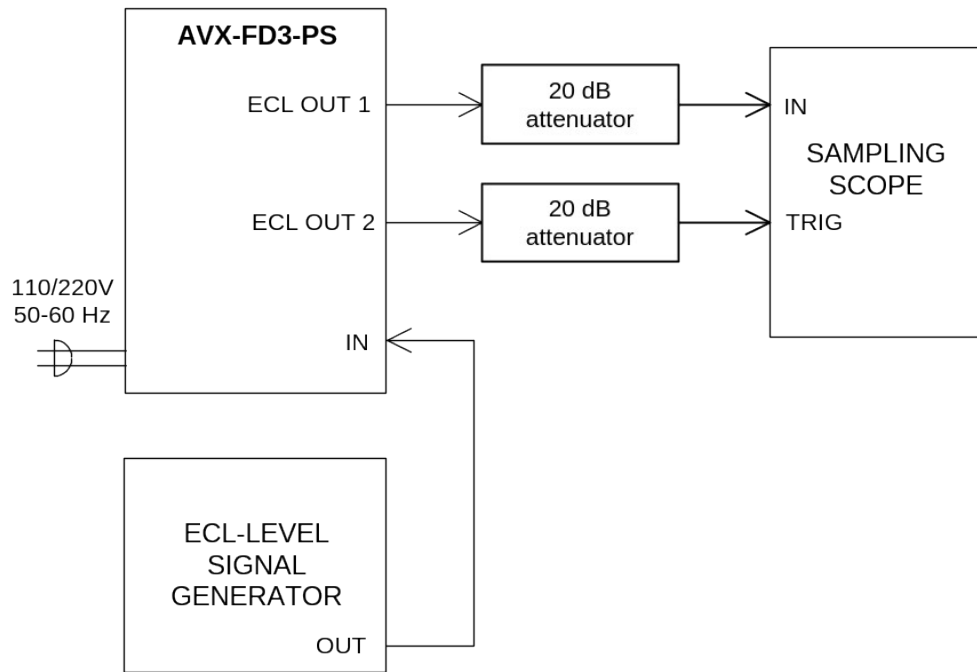 AVX-FD3-PS
ECL OUT 1
20 dB
attenuator
IN
SAMPLING
SCOPE
ECL OUT 2
20 dB
attenuator
TRIG
110/220V
50-60 Hz
IN
ECL-LEVEL
SIGNAL
GENERATOR
OUT